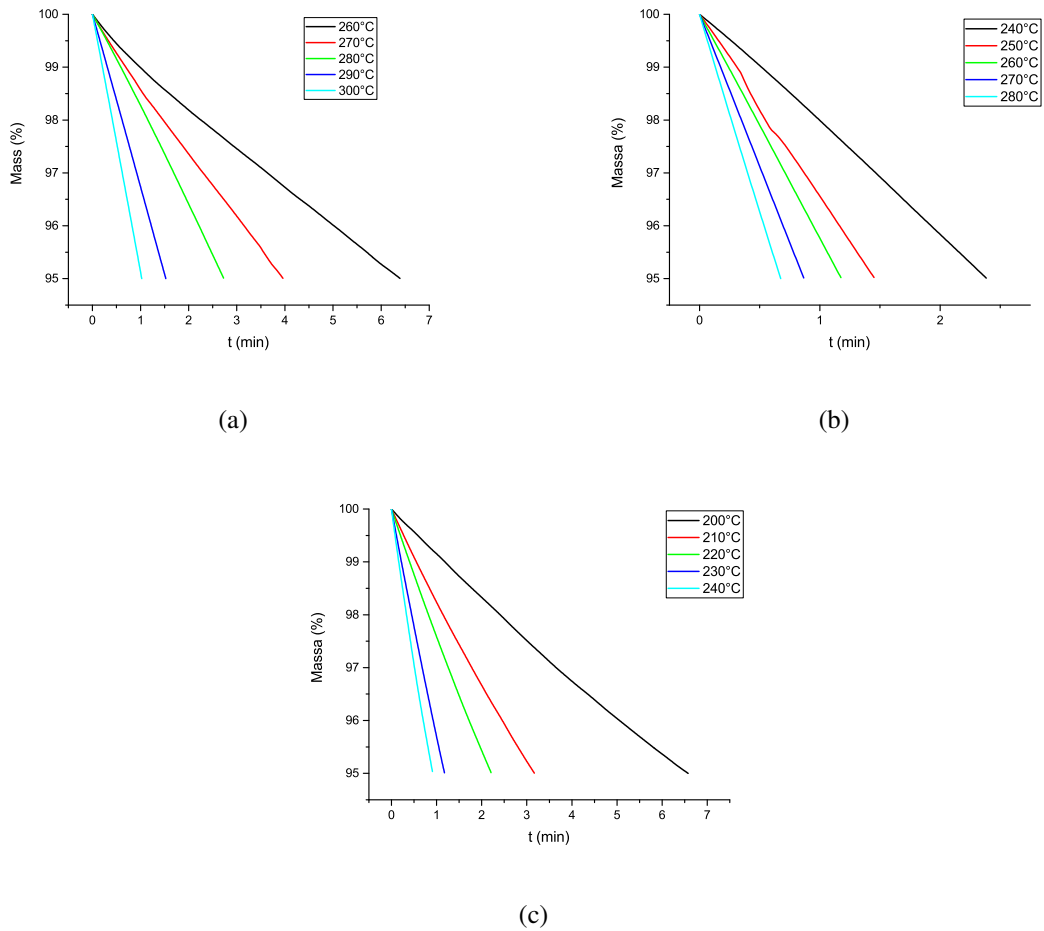 100
99
98
97
96
95
Mass (%)
0 1 2 3 4 5 6 7
t (min)
260°C
270°C
280°C
290°C
300°C
(a)
100
99
98
97
96
95
Massa (%)
0 1 2
t (min)
240°C
250°C
260°C
270°C
280°C
(b)
100
99
98
97
96
95
Massa (%)
0 1 2 3 4 5 6 7
t (min)
200°C
210°C
220°C
230°C
240°C
(c)